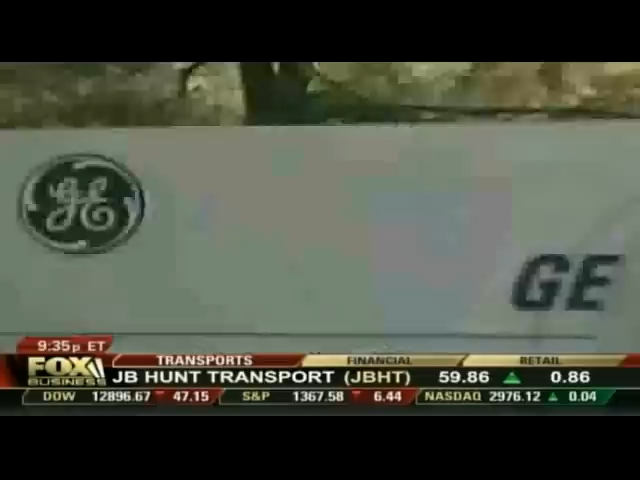 GE
GE
9:35p ET
TRANSPORTS FINANCIAL RETAIL
FOX
BUSINESS
JB HUNT TRANSPORT (JBHT) 59.86 0.86
DOW 12896.67 47.15 S&P 1367.58 6.44 NASDAQ 2976.12 0.04